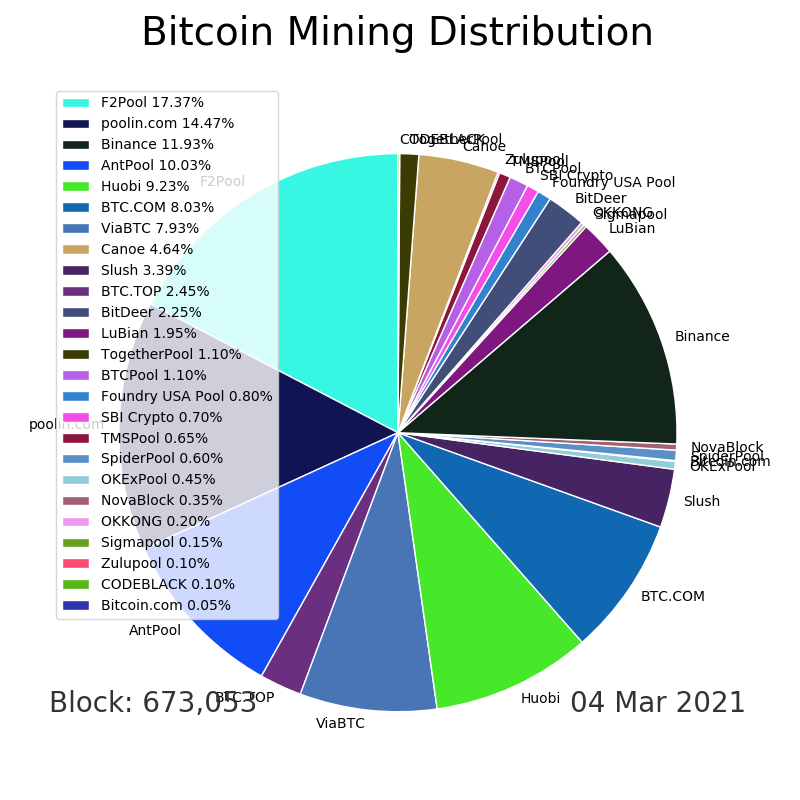 Bitcoin Mining Distribution
F2Pool 17.37%
poolin.com 14.47%
Binance 11.93%
AntPool 10.03%
Huobi 9.23%
BTC.COM 8.03%
ViaBTC 7.93%
Canoe 4.64%
Slush 3.39%
BTC.TOP 2.45%
BitDeer 2.25%
LuBian 1.95%
TogetherPool 1.10%
BTCPool 1.10%
Foundry USA Pool 0.80%
SBI Crypto 0.70%
TMSPool 0.65%
SpiderPool 0.60%
OKExPool 0.45%
NovaBlock 0.35%
OKKONG 0.20%
Sigmapool 0.15%
Zulupool 0.10%
CODEBLACK 0.10%
Bitcoin.com 0.05%
CODEBLACK
TogetherPool
Canoe
Zulupool
TMSPool
BTCPool
SBI Crypto
Foundry USA Pool
BitDeer
OKKONG
Sigmapool
LuBian
Binance
NovaBlock
SpiderPool
Bitcoin.com
OKExPool
Slush
BTC.COM
Huobi
ViaBTC
BTC.TOP
AntPool
poolin.com
F2Pool
Block: 673,053
04 Mar 2021